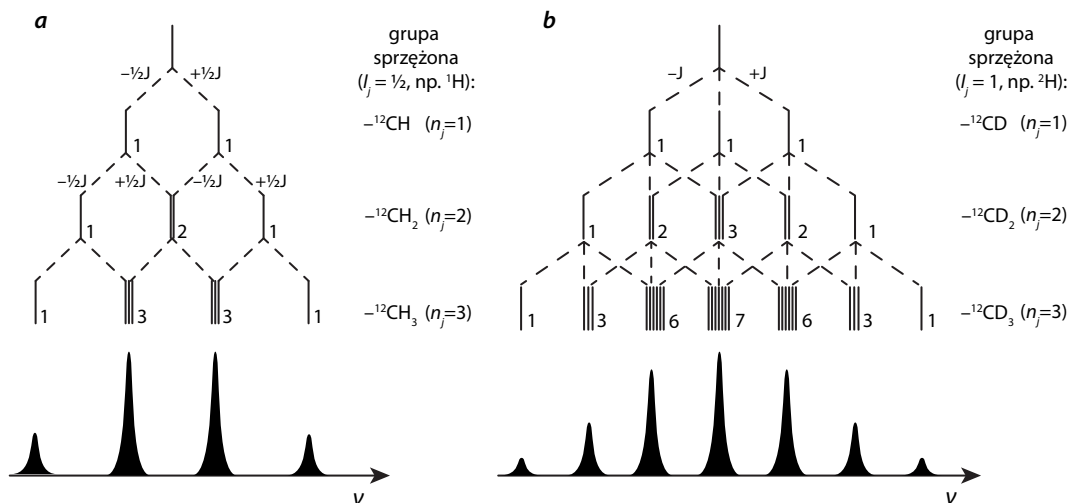 a
grupa
sprzężona
(I_j = ½, np. ¹H):
–½J +½J
–¹²CH (n_j=1)
1 1
–½J +½J –½J +½J
–¹²CH₂ (n_j=2)
1 2 1
–¹²CH₃ (n_j=3)
1 3 3 1
ν
b
grupa
sprzężona
(I_j = 1, np. ²H):
–J +J
–¹²CD (n_j=1)
1 1 1
–¹²CD₂ (n_j=2)
1 2 3 2 1
–¹²CD₃ (n_j=3)
1 3 6 7 6 3 1
ν